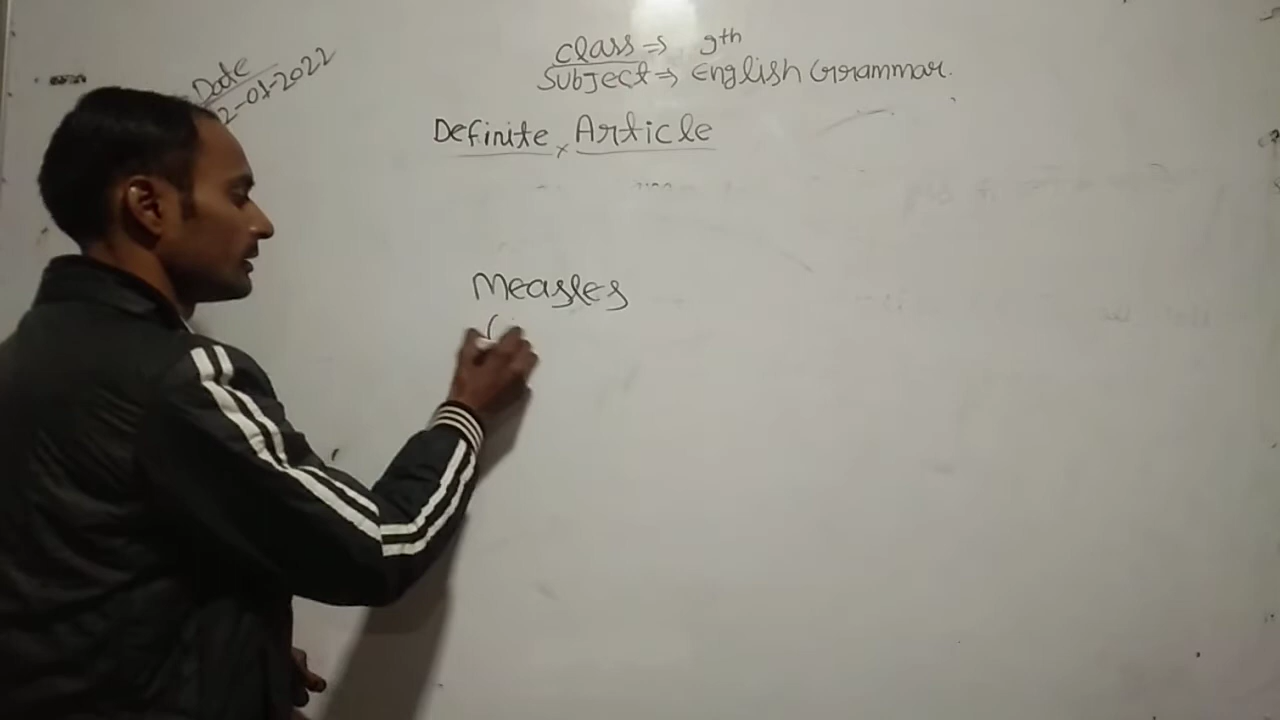 Class ⇒ 9th
Subject ⇒ English Grammar.
Date
2-01-2022
Definite × Article
Measles
(